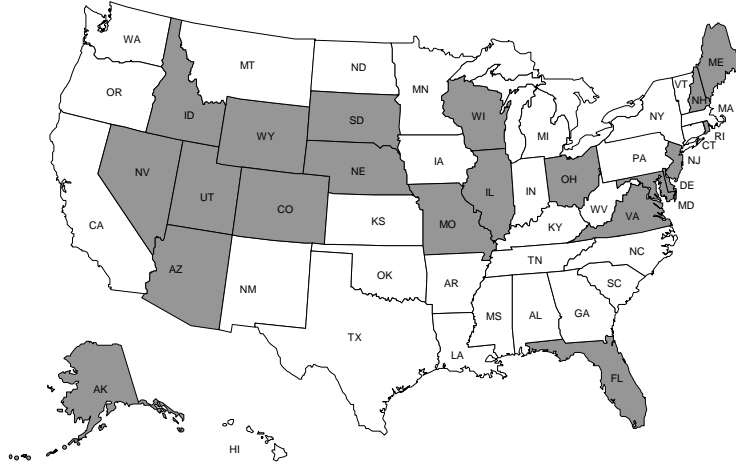 WA
OR
CA
ID
NV
AZ
MT
WY
UT
CO
NM
ND
SD
NE
KS
OK
TX
MN
IA
MO
AR
LA
WI
IL
MS
MI
IN
KY
TN
AL
OH
WV
VA
NC
SC
GA
FL
PA
NY
VT
NH
ME
MA
RI
CT
NJ
DE
MD
AK
HI